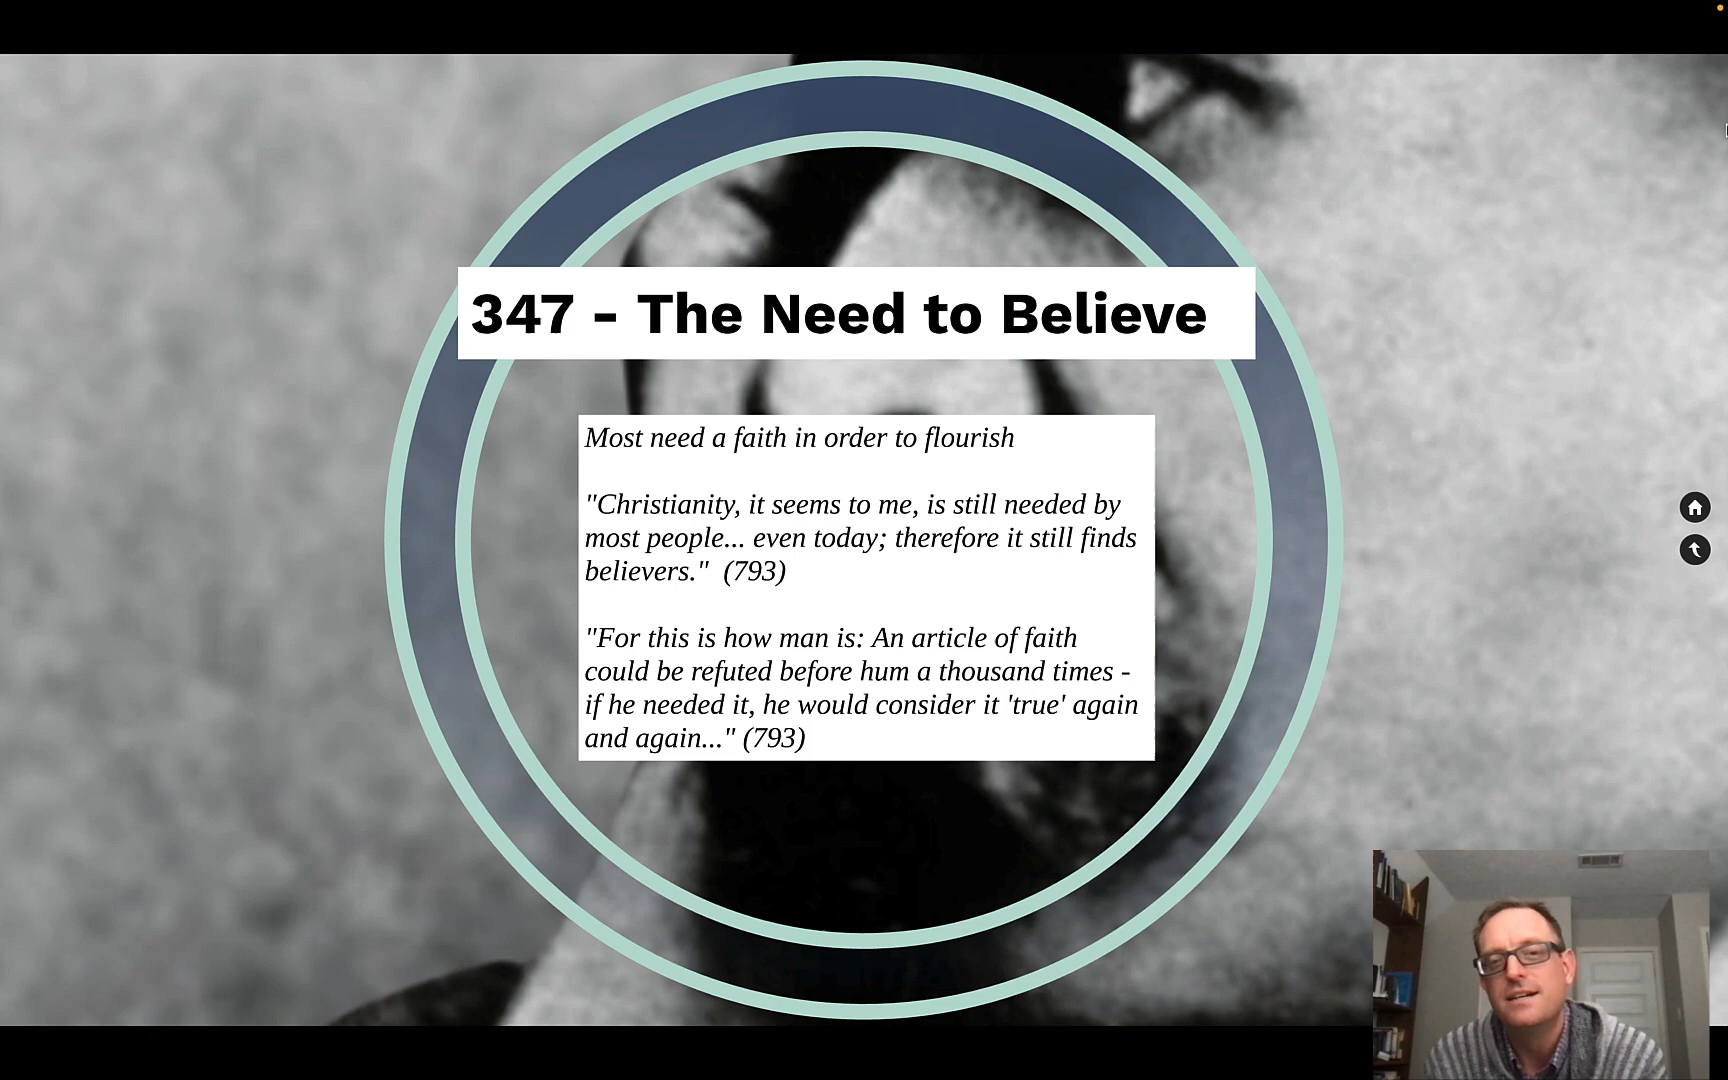 347 - The Need to Believe
Most need a faith in order to flourish
"Christianity, it seems to me, is still needed by
most people... even today; therefore it still finds
believers."  (793)
"For this is how man is: An article of faith
could be refuted before hum a thousand times -
if he needed it, he would consider it 'true' again
and again..." (793)